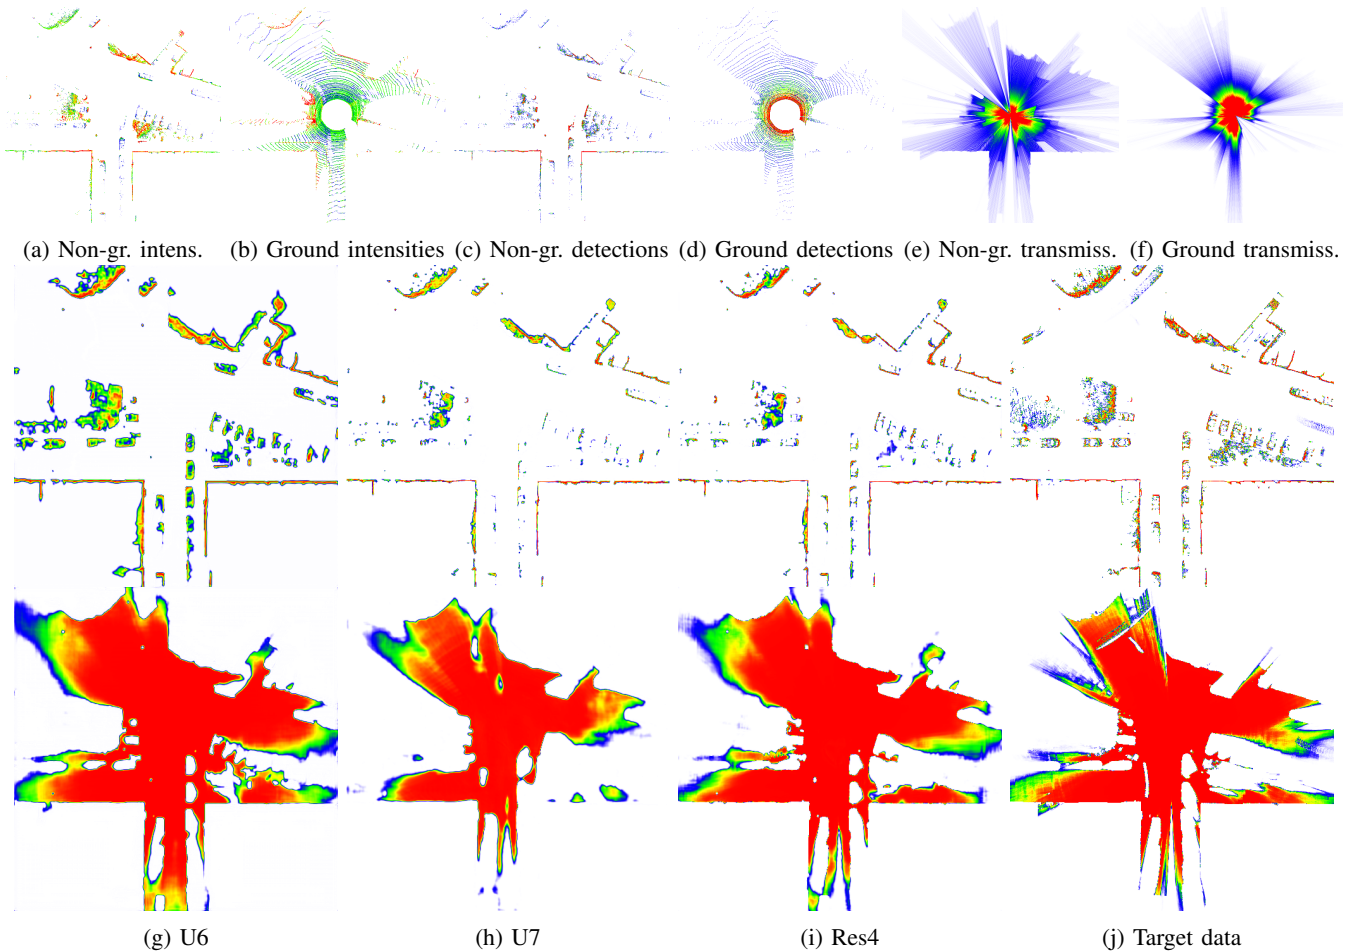 (a) Non-gr. intens. (b) Ground intensities (c) Non-gr. detections (d) Ground detections (e) Non-gr. transmiss. (f) Ground transmiss.
(g) U6 (h) U7 (i) Res4 (j) Target data